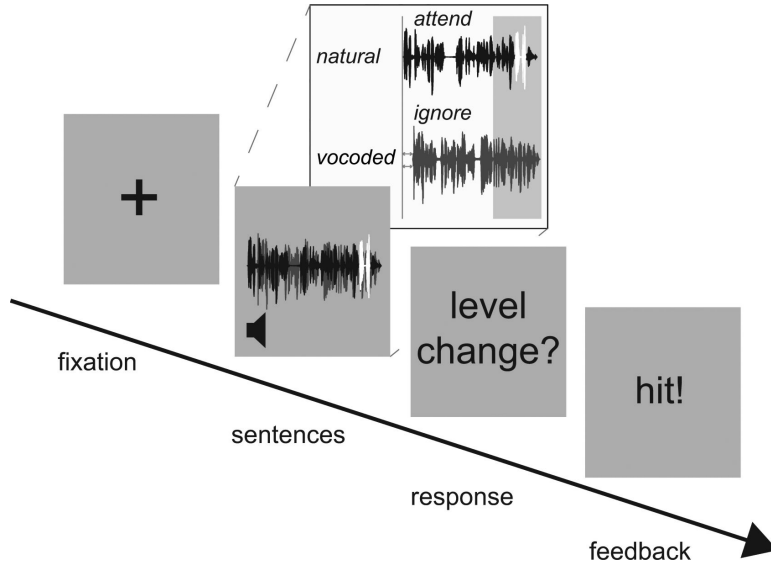 attend
natural
ignore
vocoded
+
fixation
sentences
level
change?
response
hit!
feedback